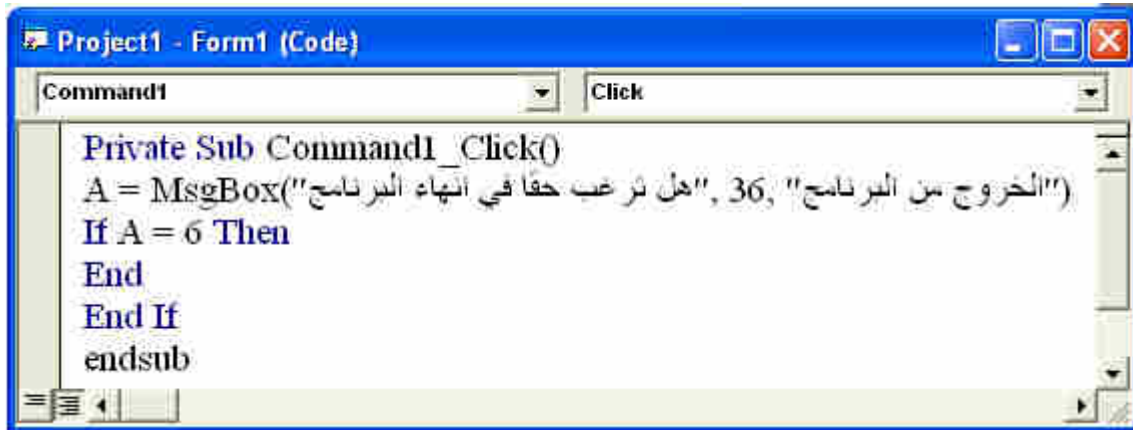 Project1 - Form1 (Code)
Command1 Click
Private Sub Command1_Click()
A = MsgBox("هل ترغب حقا في انهاء البرنامج", 36, "الخروج من البرنامج")
If A = 6 Then
End
End If
endsub